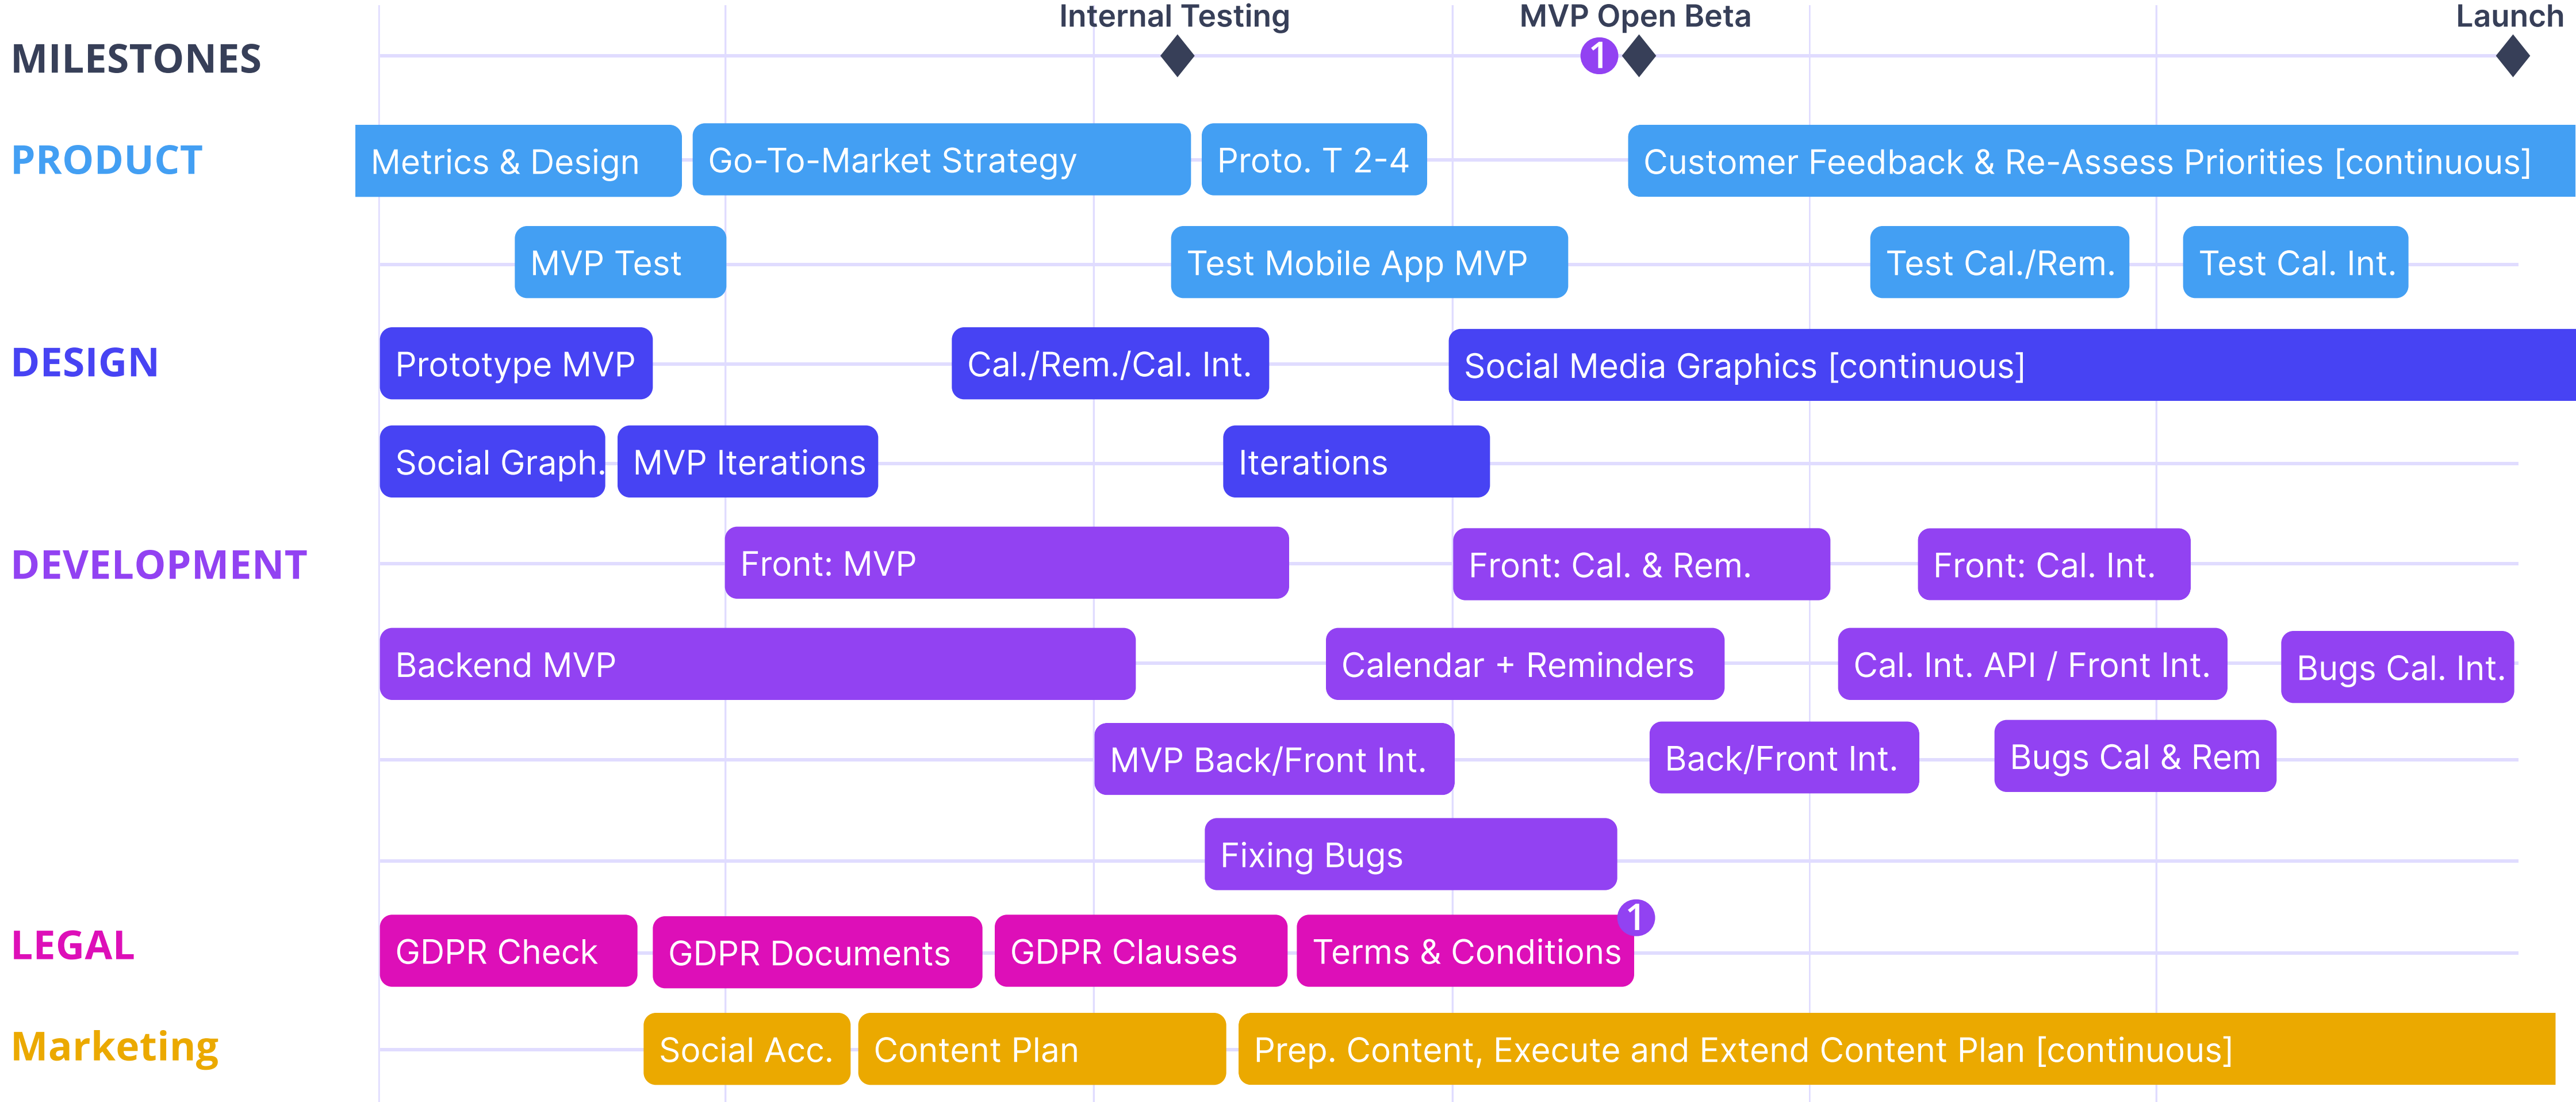 Internal Testing
MVP Open Beta
Launch
MILESTONES
1
PRODUCT
Metrics & Design
Go-To-Market Strategy
Proto. T 2-4
Customer Feedback & Re-Assess Priorities [continuous]
MVP Test
Test Mobile App MVP
Test Cal./Rem.
Test Cal. Int.
DESIGN
Prototype MVP
Cal./Rem./Cal. Int.
Social Media Graphics [continuous]
Social Graph.
MVP Iterations
Iterations
DEVELOPMENT
Front: MVP
Front: Cal. & Rem.
Front: Cal. Int.
Backend MVP
Calendar + Reminders
Cal. Int. API / Front Int.
Bugs Cal. Int.
MVP Back/Front Int.
Back/Front Int.
Bugs Cal & Rem
Fixing Bugs
LEGAL
GDPR Check
GDPR Documents
GDPR Clauses
Terms & Conditions
1
Marketing
Social Acc.
Content Plan
Prep. Content, Execute and Extend Content Plan [continuous]